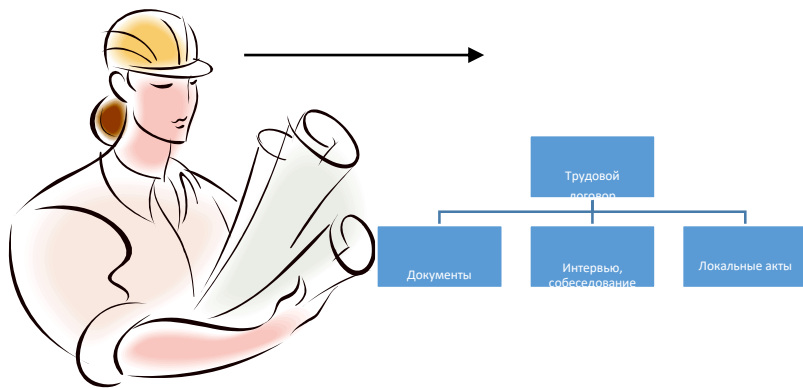 Трудовой
договор
Документы
Интервью,
собеседование
Локальные акты